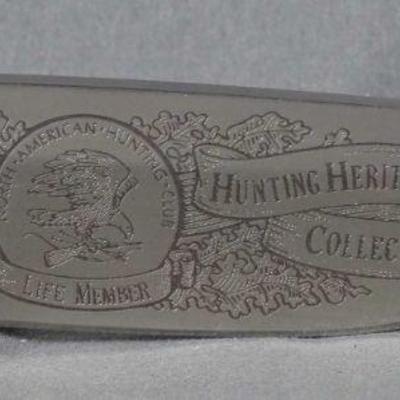 NORTH · AMERICAN · HUNTING · CLUB
LIFE MEMBER
HUNTING HERIT
COLLEC